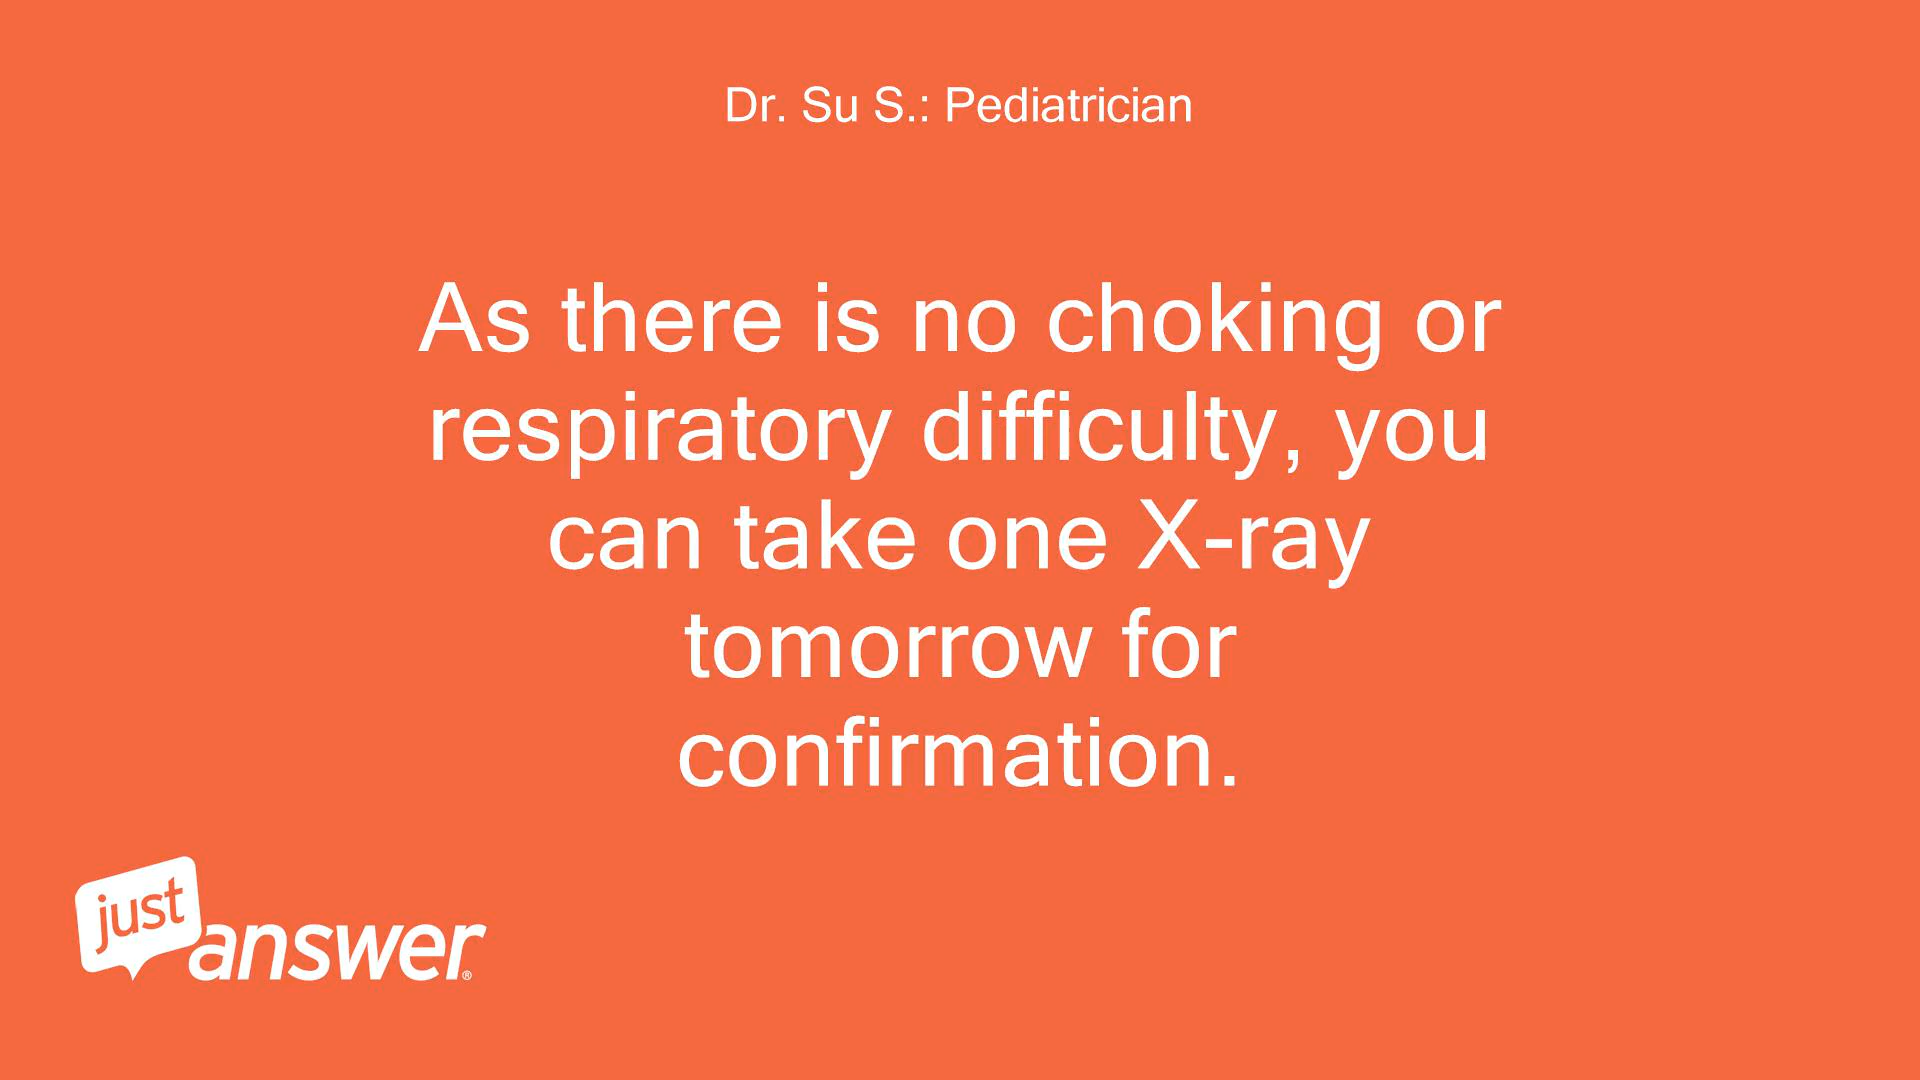 Dr. Su S.: Pediatrician
As there is no choking or
respiratory difficulty, you
can take one X-ray
tomorrow for
confirmation.
just
answer®